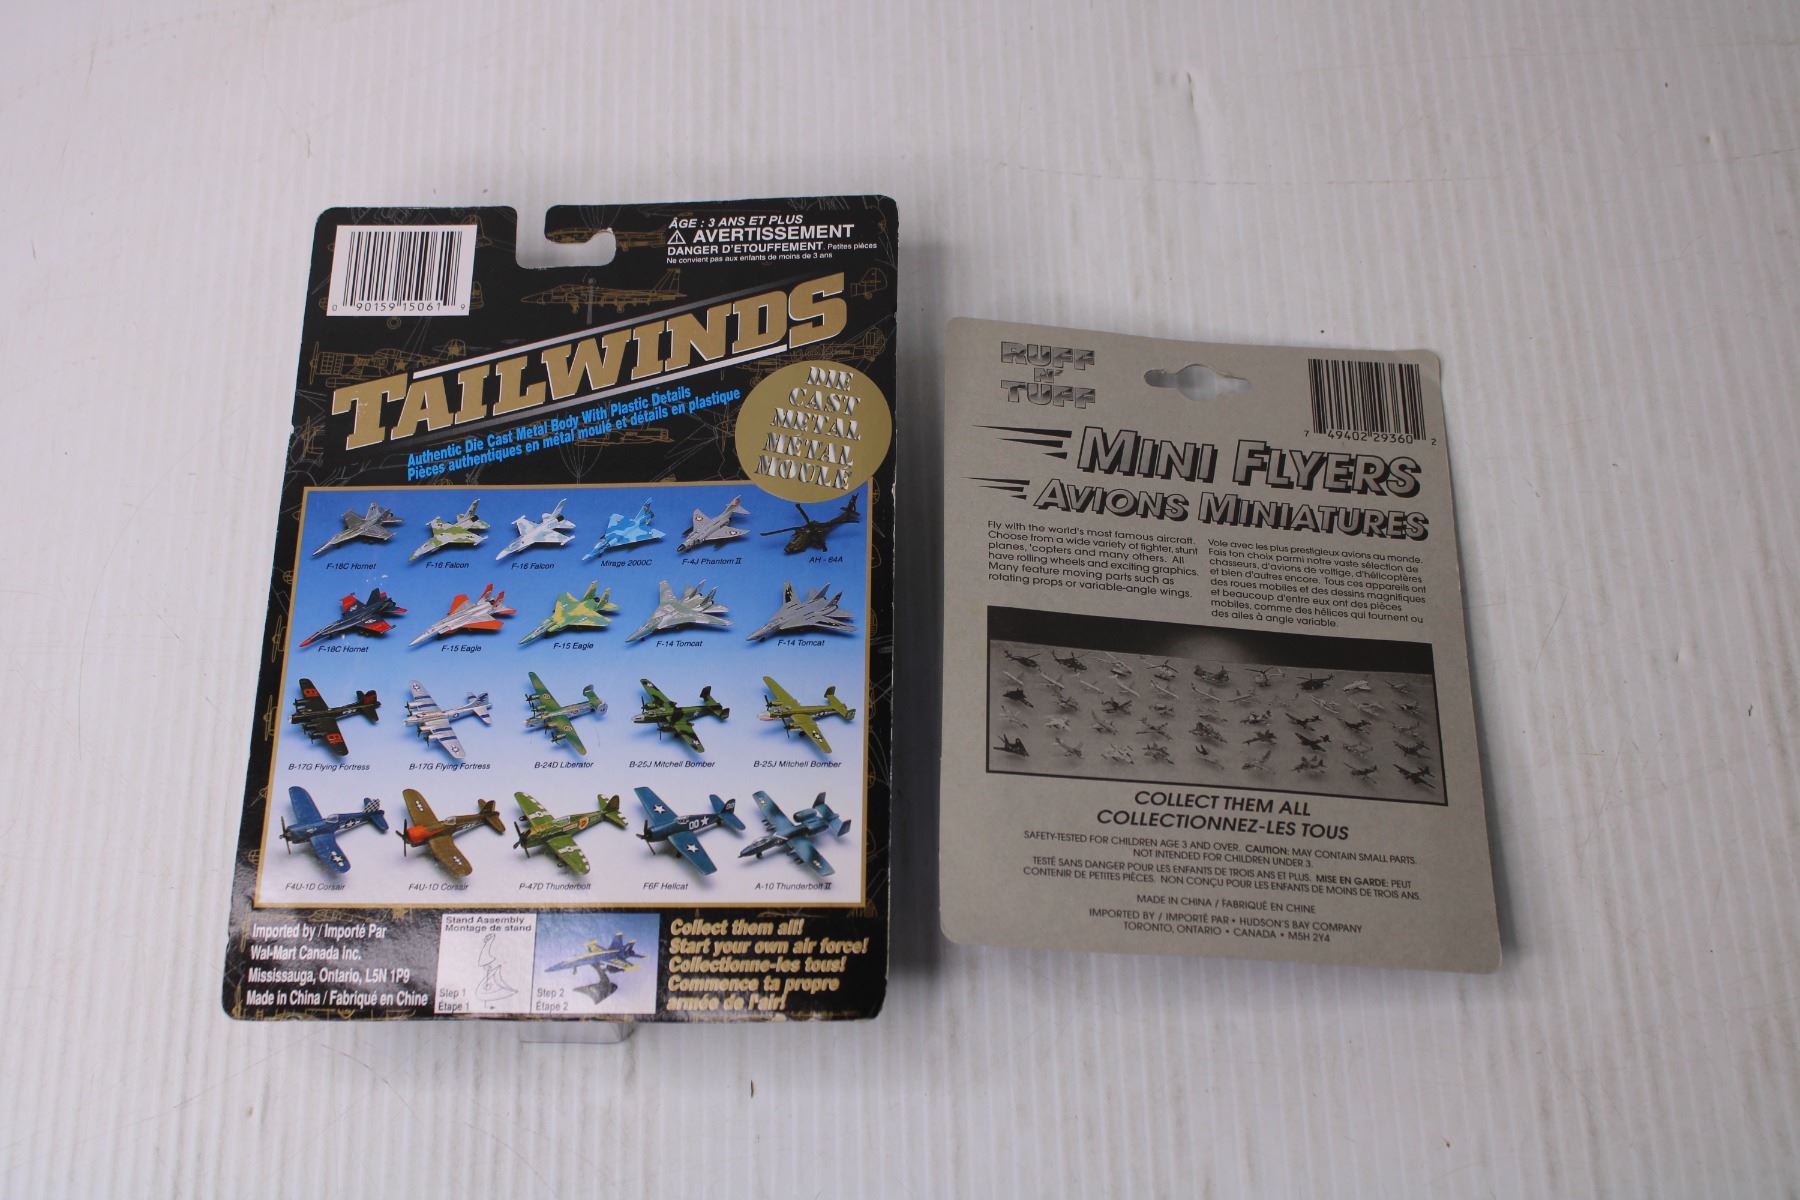 0 90159 15061 9
ÂGE : 3 ANS ET PLUS
⚠ AVERTISSEMENT
DANGER D'ETOUFFEMENT. Petites pièces
Ne convient pas aux enfants de moins de 3 ans
TAILWINDS
Authentic Die Cast Metal Body With Plastic Details
Pièces authentiques en métal moulé et détails en plastique
DIE
CAST
METAL
MÉTAL
MOULÉ
F-18C Hornet F-16 Falcon F-16 Falcon Mirage 2000C F-4J Phantom II AH - 64A
F-18C Hornet F-15 Eagle F-15 Eagle F-14 Tomcat F-14 Tomcat
B-17G Flying Fortress B-17G Flying Fortress B-24D Liberator B-25J Mitchell Bomber B-25J Mitchell Bomber
F4U-1D Corsair F4U-1D Corsair P-47D Thunderbolt F6F Hellcat A-10 Thunderbolt II
Imported by / Importé Par
Wal-Mart Canada Inc.
Mississauga, Ontario, L5N 1P9
Made in China / Fabriqué en Chine
Stand Assembly
Montage de stand
Step 1
Étape 1
Step 2
Étape 2
Collect them all!
Start your own air force!
Collectionne-les tous!
Commence ta propre
armée de l'air!
RUFF
N'
TUFF
7 49402 29360 2
MINI FLYERS
AVIONS MINIATURES
Fly with the world's most famous aircraft.
Choose from a wide variety of fighter, stunt
planes, 'copters and many others. All
have rolling wheels and exciting graphics.
Many feature moving parts such as
rotating props or variable-angle wings.
Vole avec les plus prestigieux avions au monde.
Fais ton choix parmi notre vaste sélection de
chasseurs, d'avions de voltige, d'hélicoptères
et bien d'autres encore. Tous ces appareils ont
des roues mobiles et des dessins magnifiques
et beaucoup d'entre eux ont des pièces
mobiles, comme des hélices qui tournent ou
des ailes à angle variable.
COLLECT THEM ALL
COLLECTIONNEZ-LES TOUS
SAFETY-TESTED FOR CHILDREN AGE 3 AND OVER. CAUTION: MAY CONTAIN SMALL PARTS.
NOT INTENDED FOR CHILDREN UNDER 3.
TESTÉ SANS DANGER POUR LES ENFANTS DE TROIS ANS ET PLUS. MISE EN GARDE: PEUT
CONTENIR DE PETITES PIÈCES. NON CONÇU POUR LES ENFANTS DE MOINS DE TROIS ANS.
MADE IN CHINA / FABRIQUÉ EN CHINE
IMPORTED BY / IMPORTÉ PAR • HUDSON'S BAY COMPANY
TORONTO, ONTARIO • CANADA • M5H 2Y4